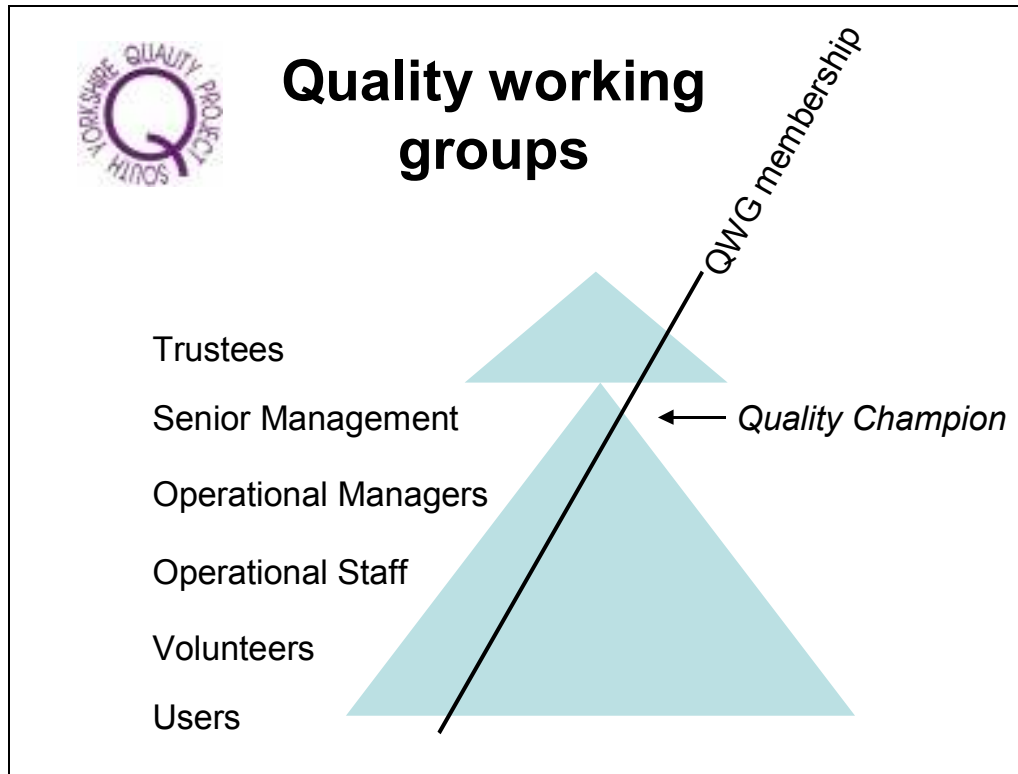 SOUTH YORKSHIRE QUALITY PROJECT
Quality working
groups
QWG membership
Trustees
Senior Management
Quality Champion
Operational Managers
Operational Staff
Volunteers
Users